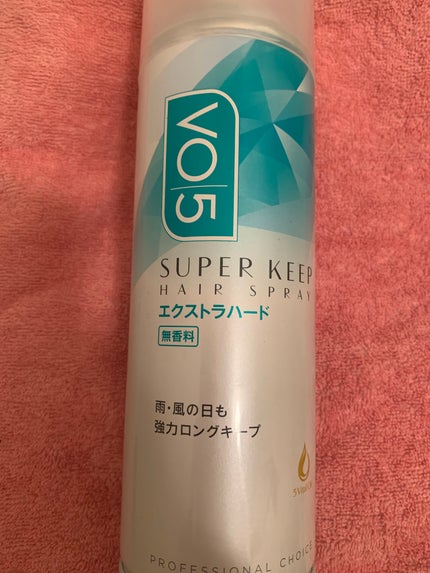 VO5
SUPER KEEP
HAIR SPRAY
エクストラハード
無香料
雨・風の日も
強力ロングキープ
PROFESSIONAL CHOICE